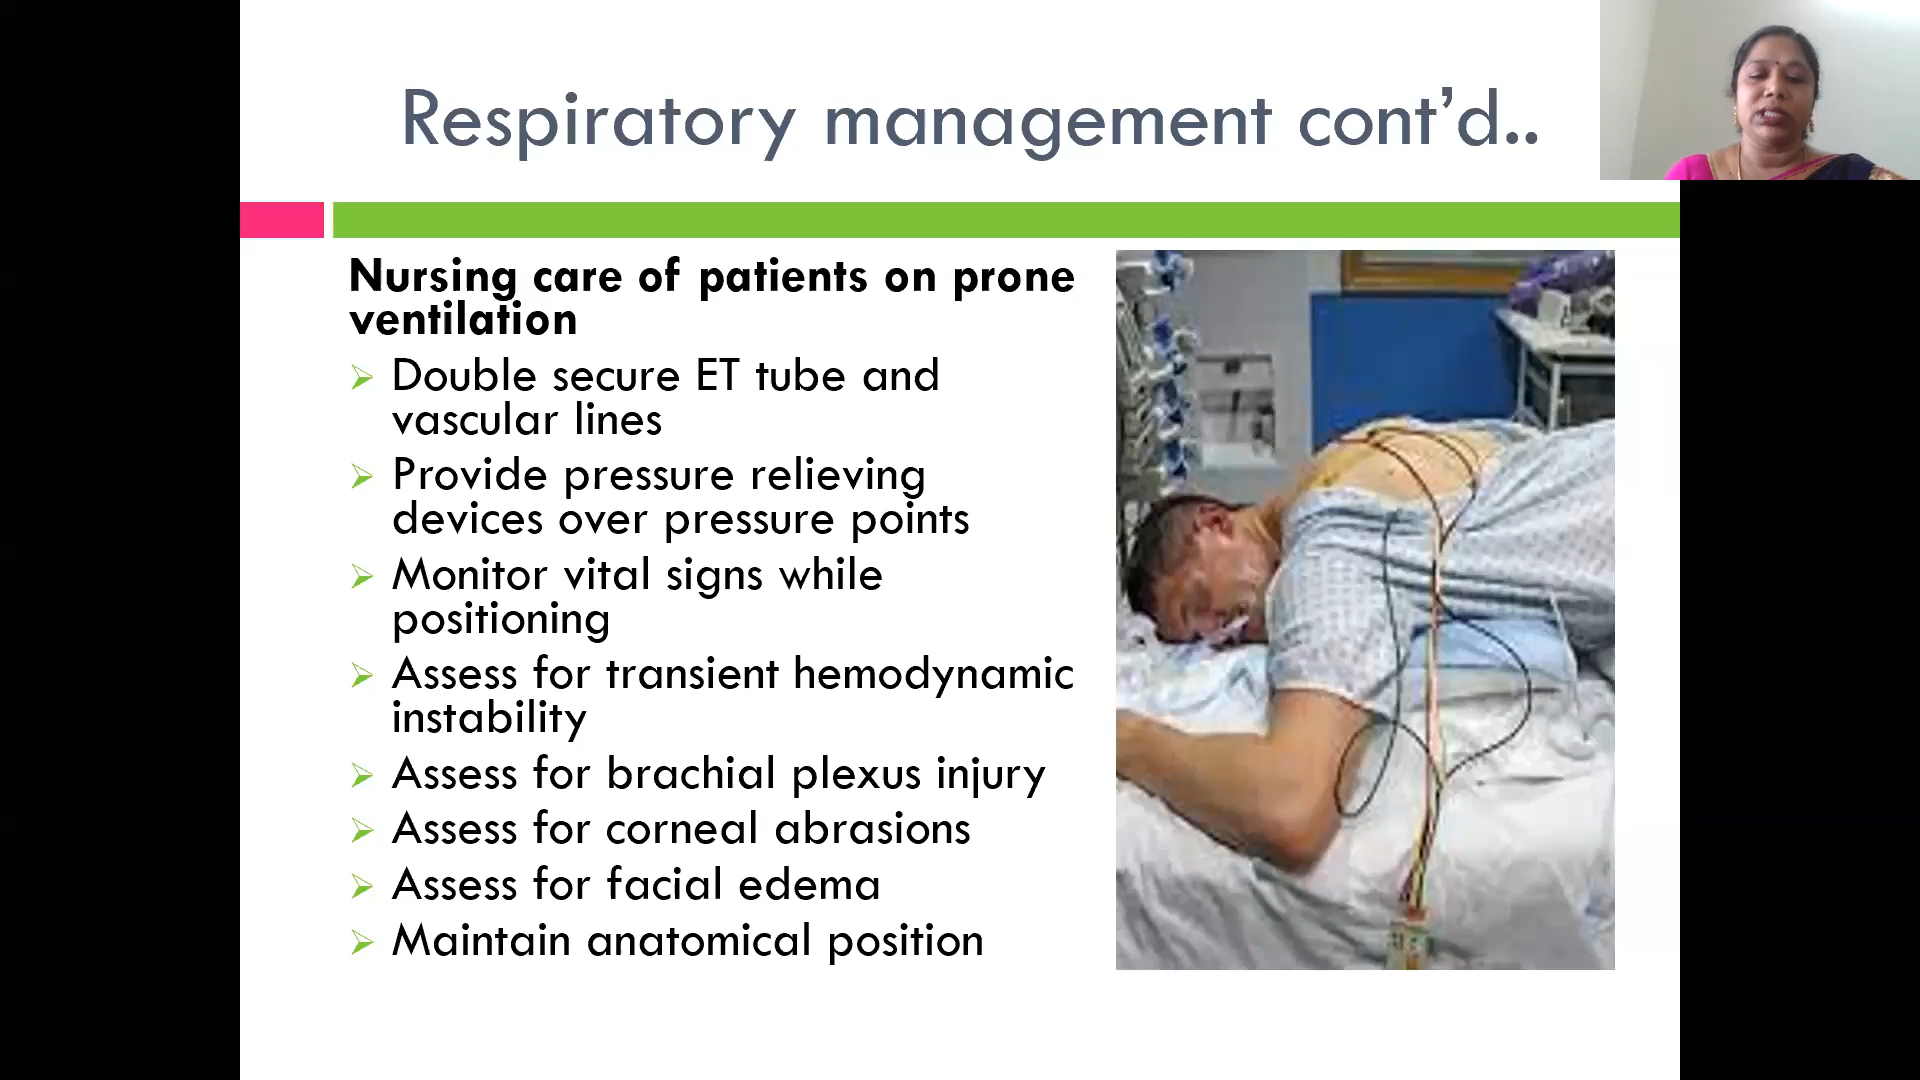 Respiratory management cont’d..
Nursing care of patients on prone
ventilation
Double secure ET tube and
vascular lines
Provide pressure relieving
devices over pressure points
Monitor vital signs while
positioning
Assess for transient hemodynamic
instability
Assess for brachial plexus injury
Assess for corneal abrasions
Assess for facial edema
Maintain anatomical position